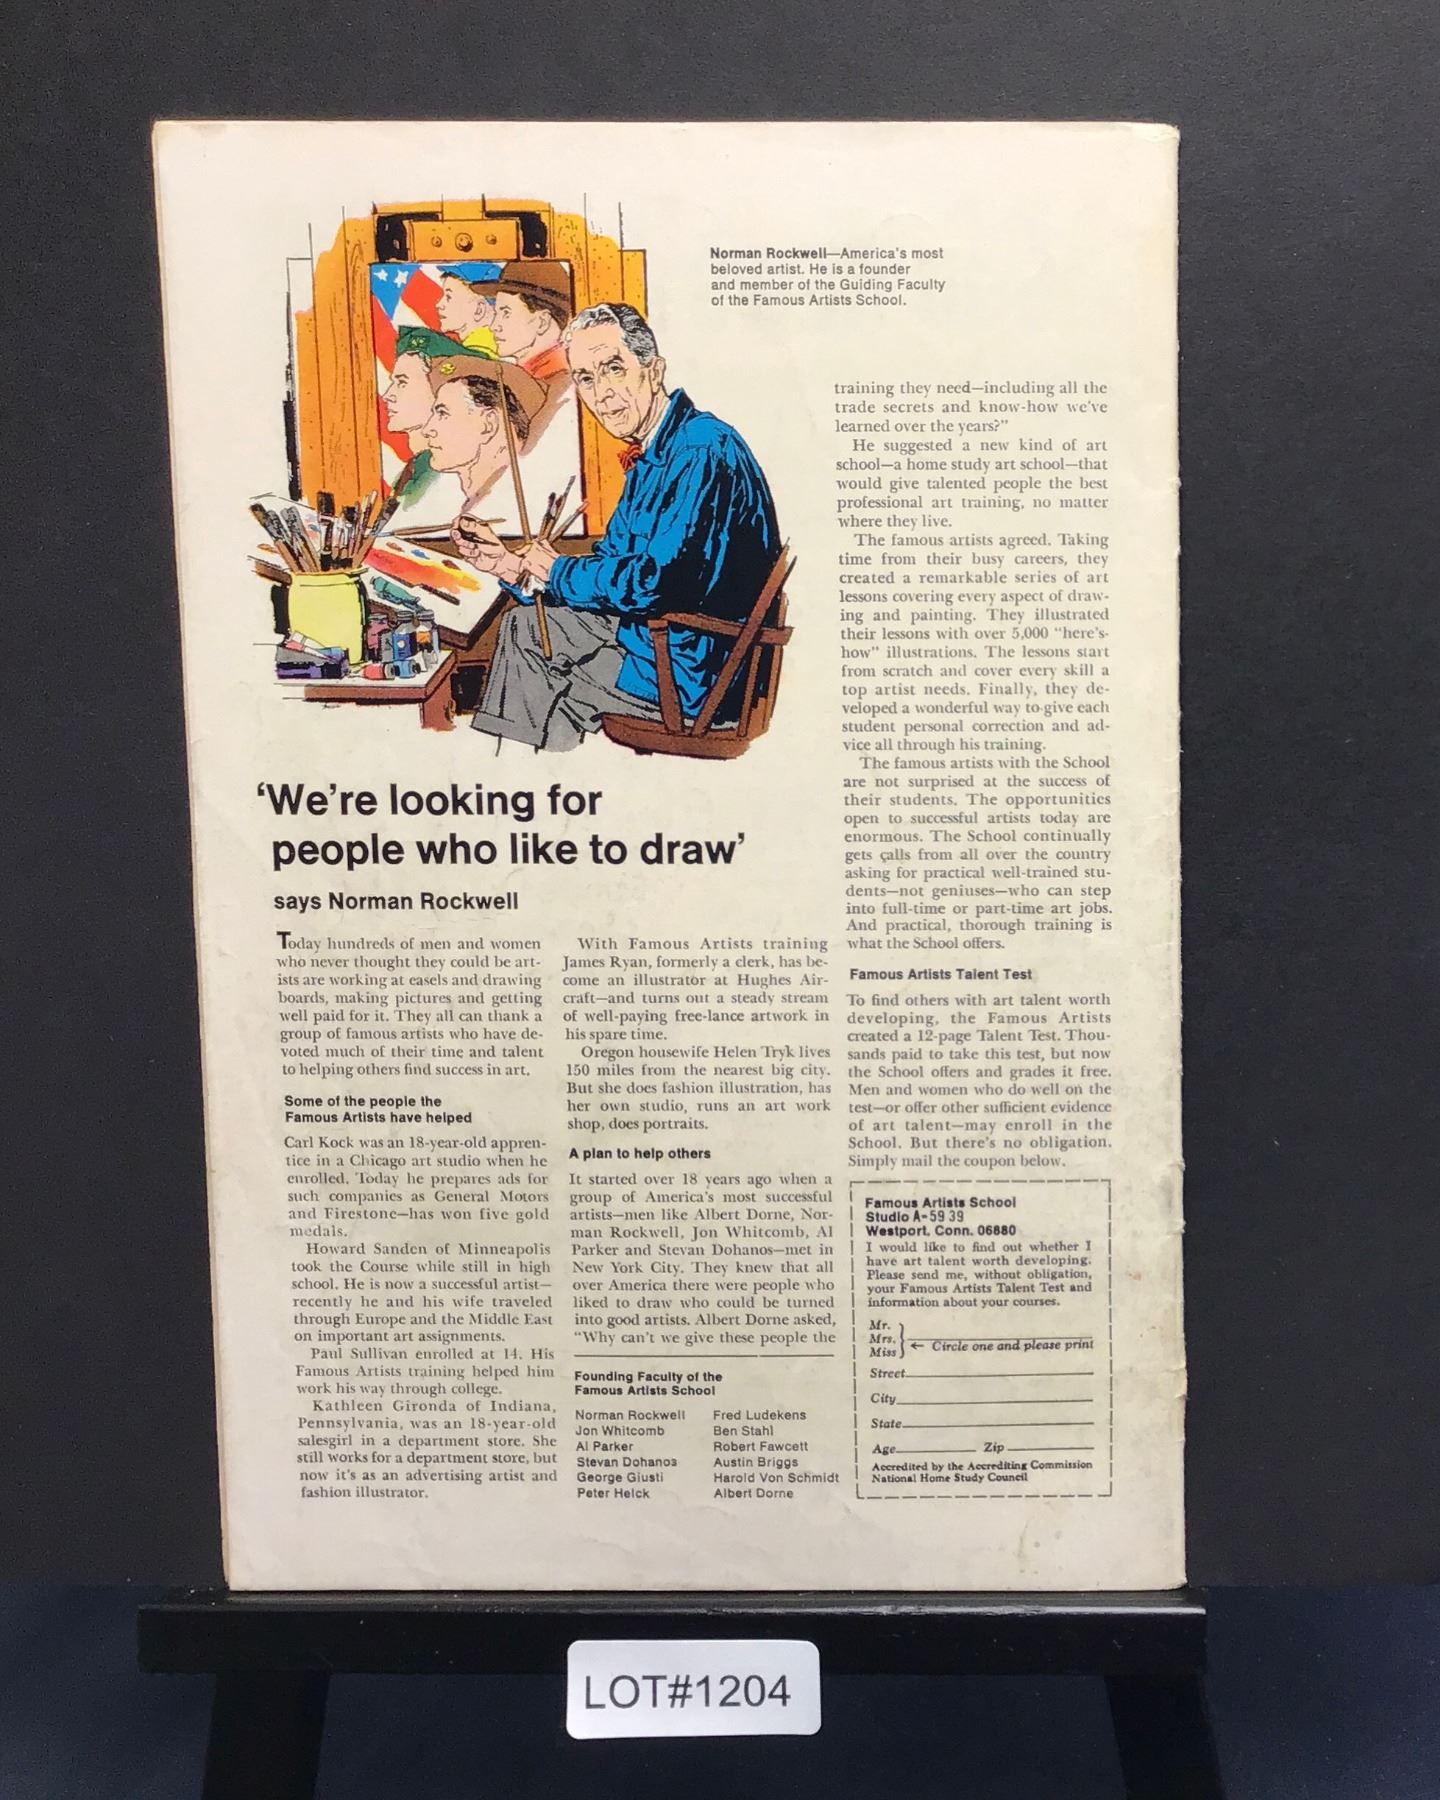 Norman Rockwell—America's most
beloved artist. He is a founder
and member of the Guiding Faculty
of the Famous Artists School.
'We're looking for
people who like to draw'
says Norman Rockwell
Today hundreds of men and women
who never thought they could be art-
ists are working at easels and drawing
boards, making pictures and getting
well paid for it. They all can thank a
group of famous artists who have de-
voted much of their time and talent
to helping others find success in art.
Some of the people the
Famous Artists have helped
Carl Kock was an 18-year-old appren-
tice in a Chicago art studio when he
enrolled. Today he prepares ads for
such companies as General Motors
and Firestone—has won five gold
medals.
Howard Sanden of Minneapolis
took the Course while still in high
school. He is now a successful artist—
recently he and his wife traveled
through Europe and the Middle East
on important art assignments.
Paul Sullivan enrolled at 14. His
Famous Artists training helped him
work his way through college.
Kathleen Gironda of Indiana,
Pennsylvania, was an 18-year-old
salesgirl in a department store. She
still works for a department store, but
now it's as an advertising artist and
fashion illustrator.
With Famous Artists training
James Ryan, formerly a clerk, has be-
come an illustrator at Hughes Air-
craft—and turns out a steady stream
of well-paying free-lance artwork in
his spare time.
Oregon housewife Helen Tryk lives
150 miles from the nearest big city.
But she does fashion illustration, has
her own studio, runs an art work
shop, does portraits.
A plan to help others
It started over 18 years ago when a
group of America's most successful
artists—men like Albert Dorne, Nor-
man Rockwell, Jon Whitcomb, Al
Parker and Stevan Dohanos—met in
New York City. They knew that all
over America there were people who
liked to draw who could be turned
into good artists. Albert Dorne asked,
"Why can't we give these people the
Founding Faculty of the
Famous Artists School
Norman Rockwell
Jon Whitcomb
Al Parker
Stevan Dohanos
George Giusti
Peter Helck
Fred Ludekens
Ben Stahl
Robert Fawcett
Austin Briggs
Harold Von Schmidt
Albert Dorne
training they need—including all the
trade secrets and know-how we've
learned over the years?"
He suggested a new kind of art
school—a home study art school—that
would give talented people the best
professional art training, no matter
where they live.
The famous artists agreed. Taking
time from their busy careers, they
created a remarkable series of art
lessons covering every aspect of draw-
ing and painting. They illustrated
their lessons with over 5,000 "here's-
how" illustrations. The lessons start
from scratch and cover every skill a
top artist needs. Finally, they de-
veloped a wonderful way to give each
student personal correction and ad-
vice all through his training.
The famous artists with the School
are not surprised at the success of
their students. The opportunities
open to successful artists today are
enormous. The School continually
gets calls from all over the country
asking for practical well-trained stu-
dents—not geniuses—who can step
into full-time or part-time art jobs.
And practical, thorough training is
what the School offers.
Famous Artists Talent Test
To find others with art talent worth
developing, the Famous Artists
created a 12-page Talent Test. Thou-
sands paid to take this test, but now
the School offers and grades it free.
Men and women who do well on the
test—or offer other sufficient evidence
of art talent—may enroll in the
School. But there's no obligation.
Simply mail the coupon below.
Famous Artists School
Studio A-5939
Westport, Conn. 06880
I would like to find out whether I
have art talent worth developing.
Please send me, without obligation,
your Famous Artists Talent Test and
information about your courses.
Mr.
Mrs.
Miss
← Circle one and please print
Street
City
State
Age Zip
Accredited by the Accrediting Commission
National Home Study Council
LOT#1204